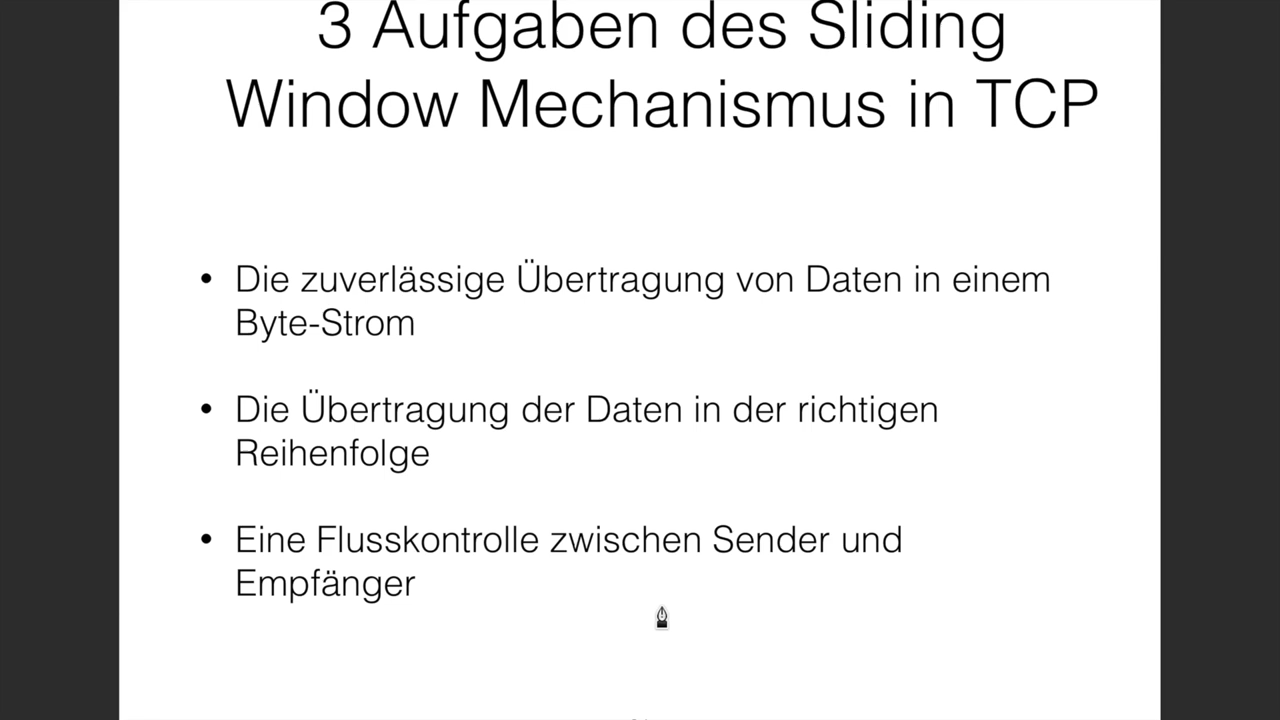 3 Aufgaben des Sliding
Window Mechanismus in TCP
• Die zuverlässige Übertragung von Daten in einem
Byte-Strom
• Die Übertragung der Daten in der richtigen
Reihenfolge
• Eine Flusskontrolle zwischen Sender und
Empfänger